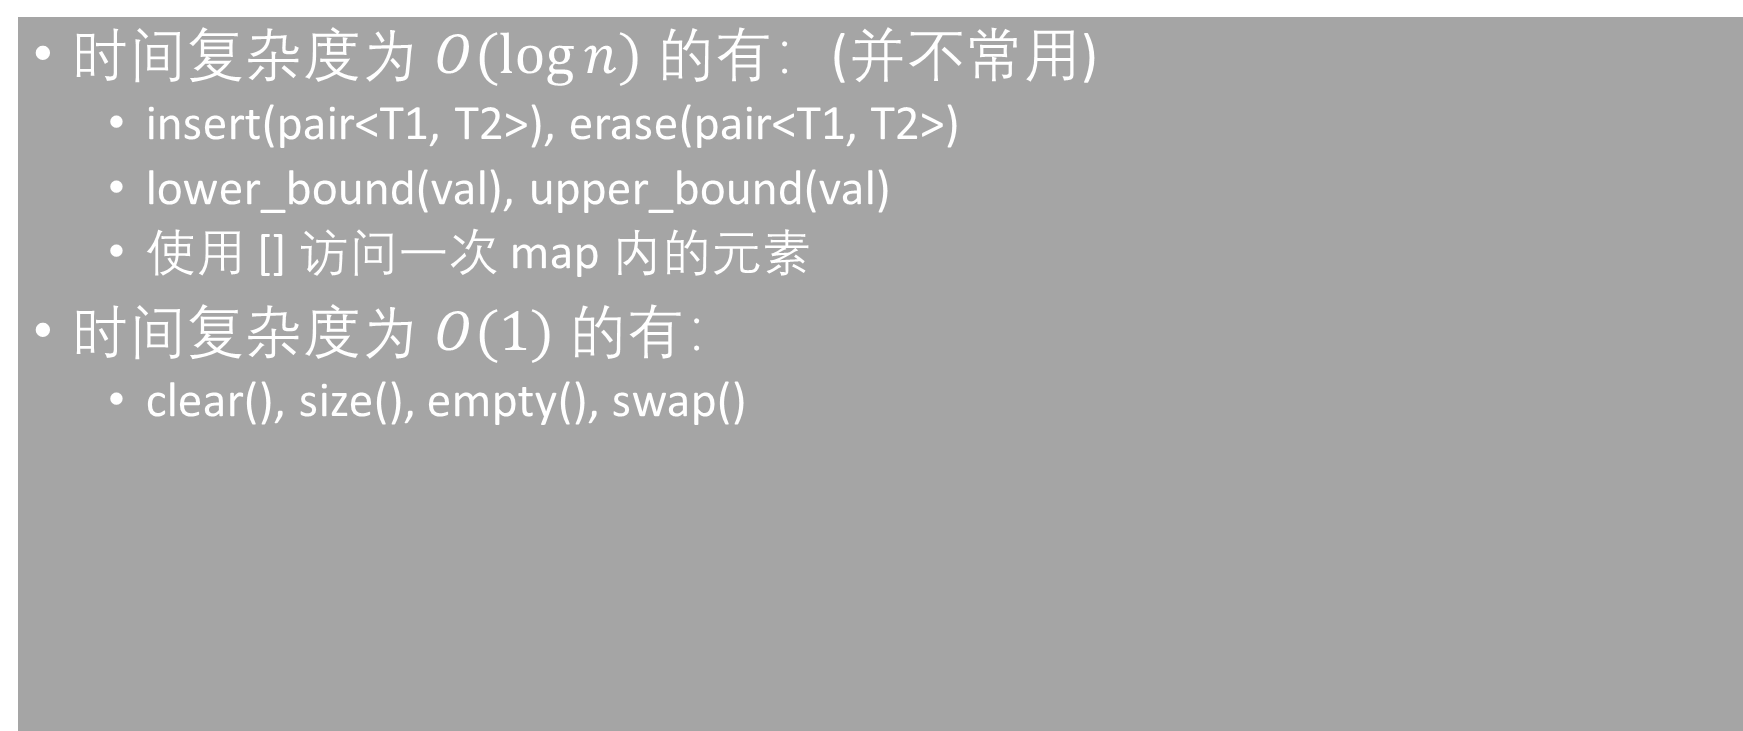 • 时间复杂度为 O(log n) 的有：(并不常用)
• insert(pair<T1, T2>), erase(pair<T1, T2>)
• lower_bound(val), upper_bound(val)
• 使用 [] 访问一次 map 内的元素
• 时间复杂度为 O(1) 的有：
• clear(), size(), empty(), swap()